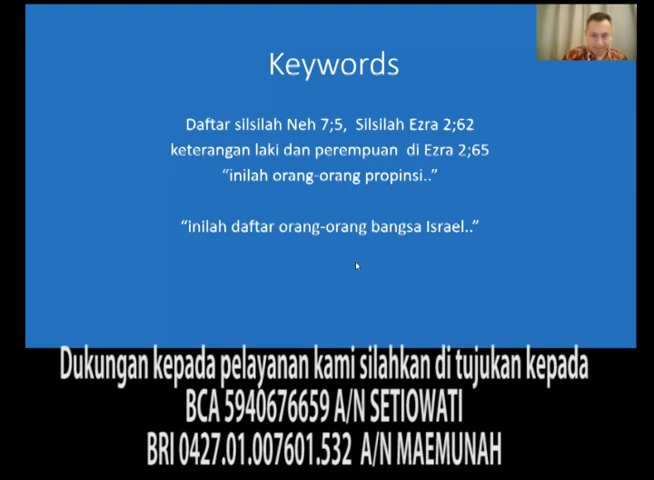 Keywords
Daftar silsilah Neh 7;5, Silsilah Ezra 2;62
keterangan laki dan perempuan di Ezra 2;65
“inilah orang-orang propinsi..”
“inilah daftar orang-orang bangsa Israel..”
Dukungan kepada pelayanan kami silahkan di tujukan kepada
BCA 5940676659 A/N SETIOWATI
BRI 0427.01.007601.532 A/N MAEMUNAH